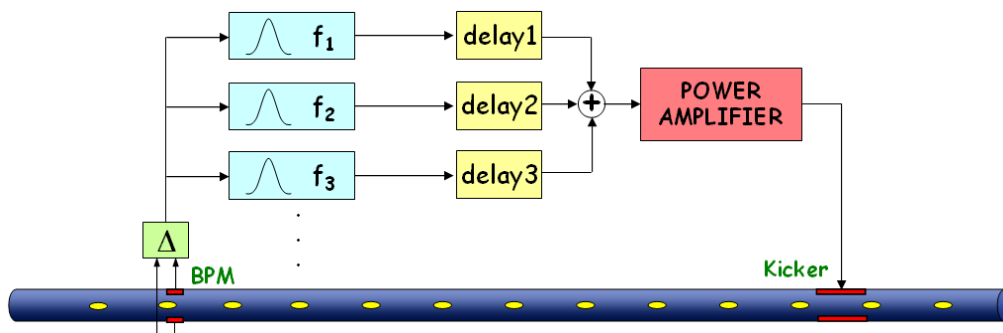 f1 delay1
f2 delay2
f3 delay3
+
POWER
AMPLIFIER
Δ
BPM
Kicker